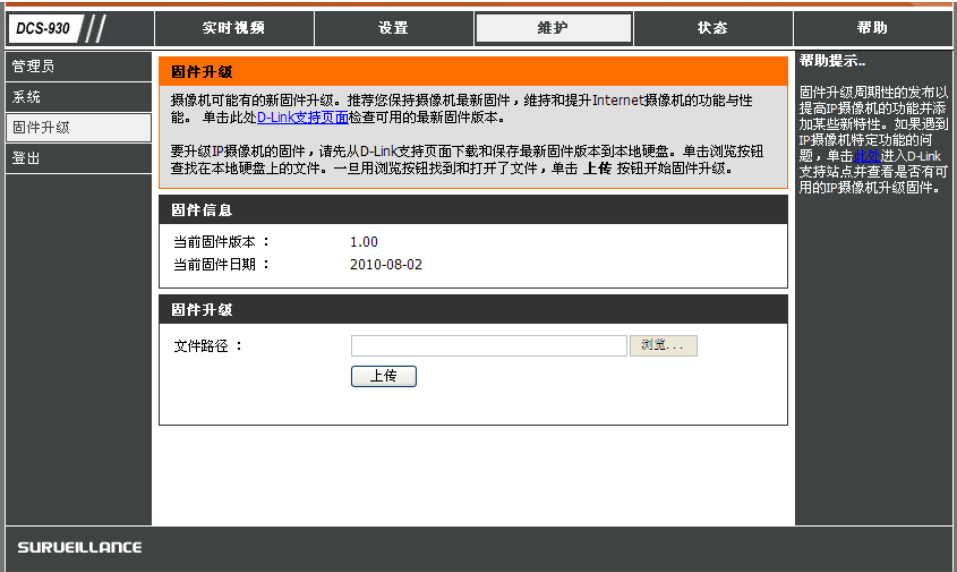 DCS-930
实时视频
设置
维护
状态
帮助
管理员
系统
固件升级
登出
固件升级
摄像机可能有的新固件升级。推荐您保持摄像机最新固件，维持和提升Internet摄像机的功能与性
能。 单击此处D-Link支持页面检查可用的最新固件版本。
要升级IP摄像机的固件，请先从D-Link支持页面下载和保存最新固件版本到本地硬盘。单击浏览按钮
查找在本地硬盘上的文件。一旦用浏览按钮找到和打开了文件，单击 上传 按钮开始固件升级。
固件信息
当前固件版本 ： 1.00
当前固件日期 ： 2010-08-02
固件升级
文件路径 ：
浏览...
上传
帮助提示..
固件升级周期性的发布以
提高IP摄像机的功能并添
加某些新特性。如果遇到
IP摄像机特定功能的问
题，单击此处进入D-Link
支持站点并查看是否有可
用的IP摄像机升级固件。
SURVEILLANCE